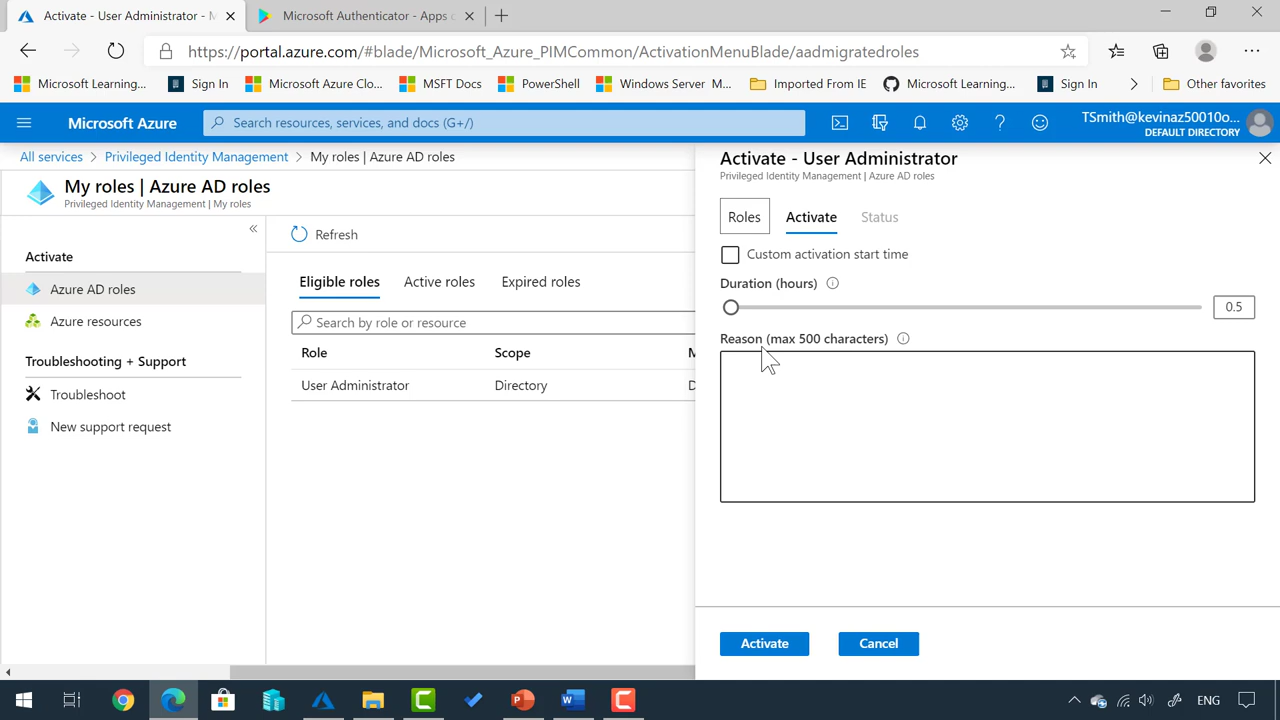 Activate - User Administrator - M
Microsoft Authenticator - Apps o
https://portal.azure.com/#blade/Microsoft_Azure_PIMCommon/ActivationMenuBlade/aadmigratedroles
Microsoft Learning...
Sign In
Microsoft Azure Clo...
MSFT Docs
PowerShell
Windows Server M...
Imported From IE
Microsoft Learning...
Sign In
Other favorites
Microsoft Azure
Search resources, services, and docs (G+/)
TSmith@kevinaz50010o...
DEFAULT DIRECTORY
All services > Privileged Identity Management > My roles | Azure AD roles
My roles | Azure AD roles
Privileged Identity Management | My roles
«
Activate
Azure AD roles
Azure resources
Troubleshooting + Support
Troubleshoot
New support request
Refresh
Eligible roles Active roles Expired roles
Search by role or resource
Role Scope M
User Administrator Directory D
Activate - User Administrator
Privileged Identity Management | Azure AD roles
Roles Activate Status
Custom activation start time
Duration (hours)
0.5
Reason (max 500 characters)
Activate Cancel
ENG